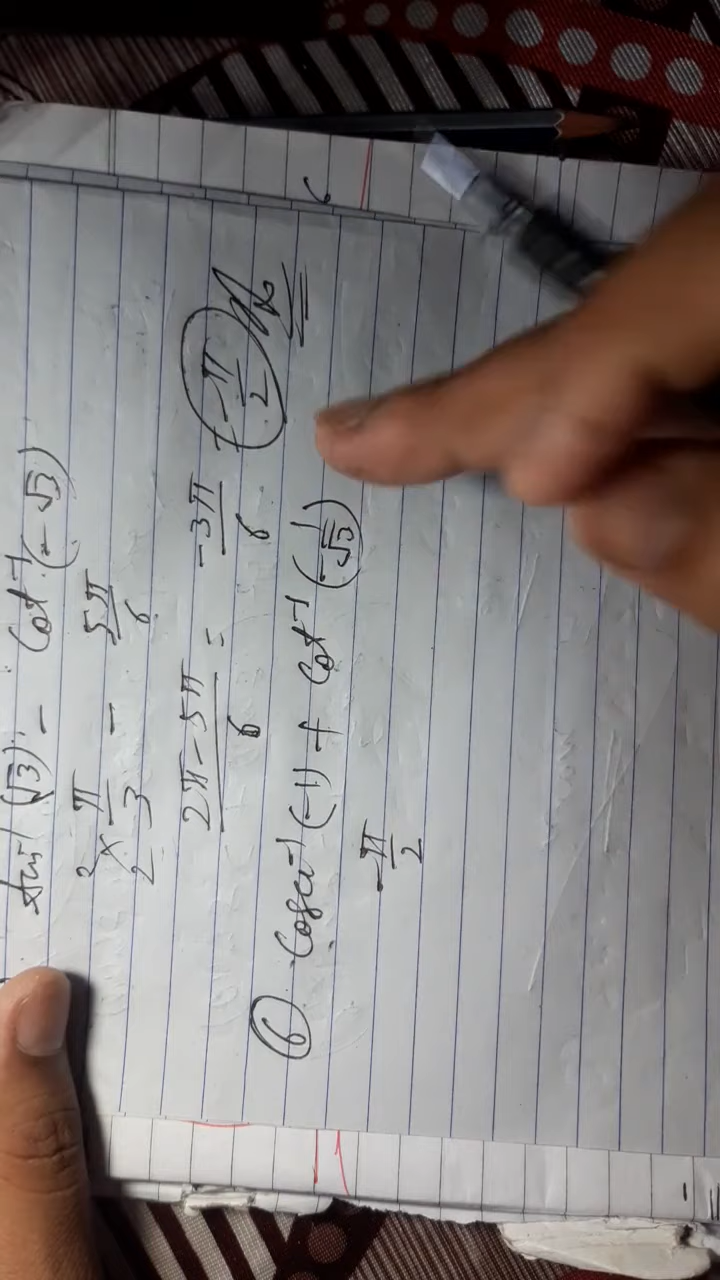 tan⁻¹(√3) - Cot⁻¹(-√3)
2/2 × π/3 - 5π/6
2π - 5π/6 = -3π/6 = -π/2
⑥ Cosec⁻¹(-1) + Cot⁻¹(-1/√3)
-π/2